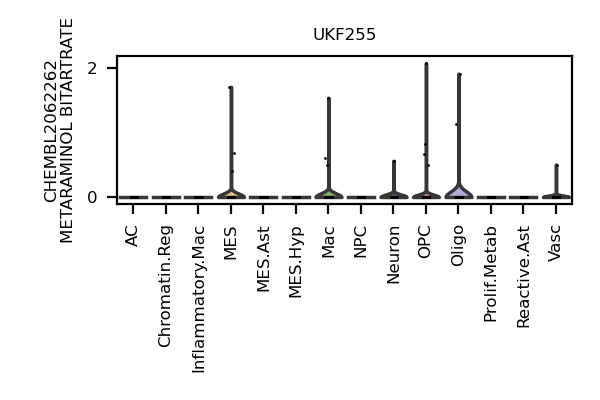 UKF255
CHEMBL2062262
METARAMINOL BITARTRATE
2
0
AC
Chromatin.Reg
Inflammatory.Mac
MES
MES.Ast
MES.Hyp
Mac
NPC
Neuron
OPC
Oligo
Prolif.Metab
Reactive.Ast
Vasc